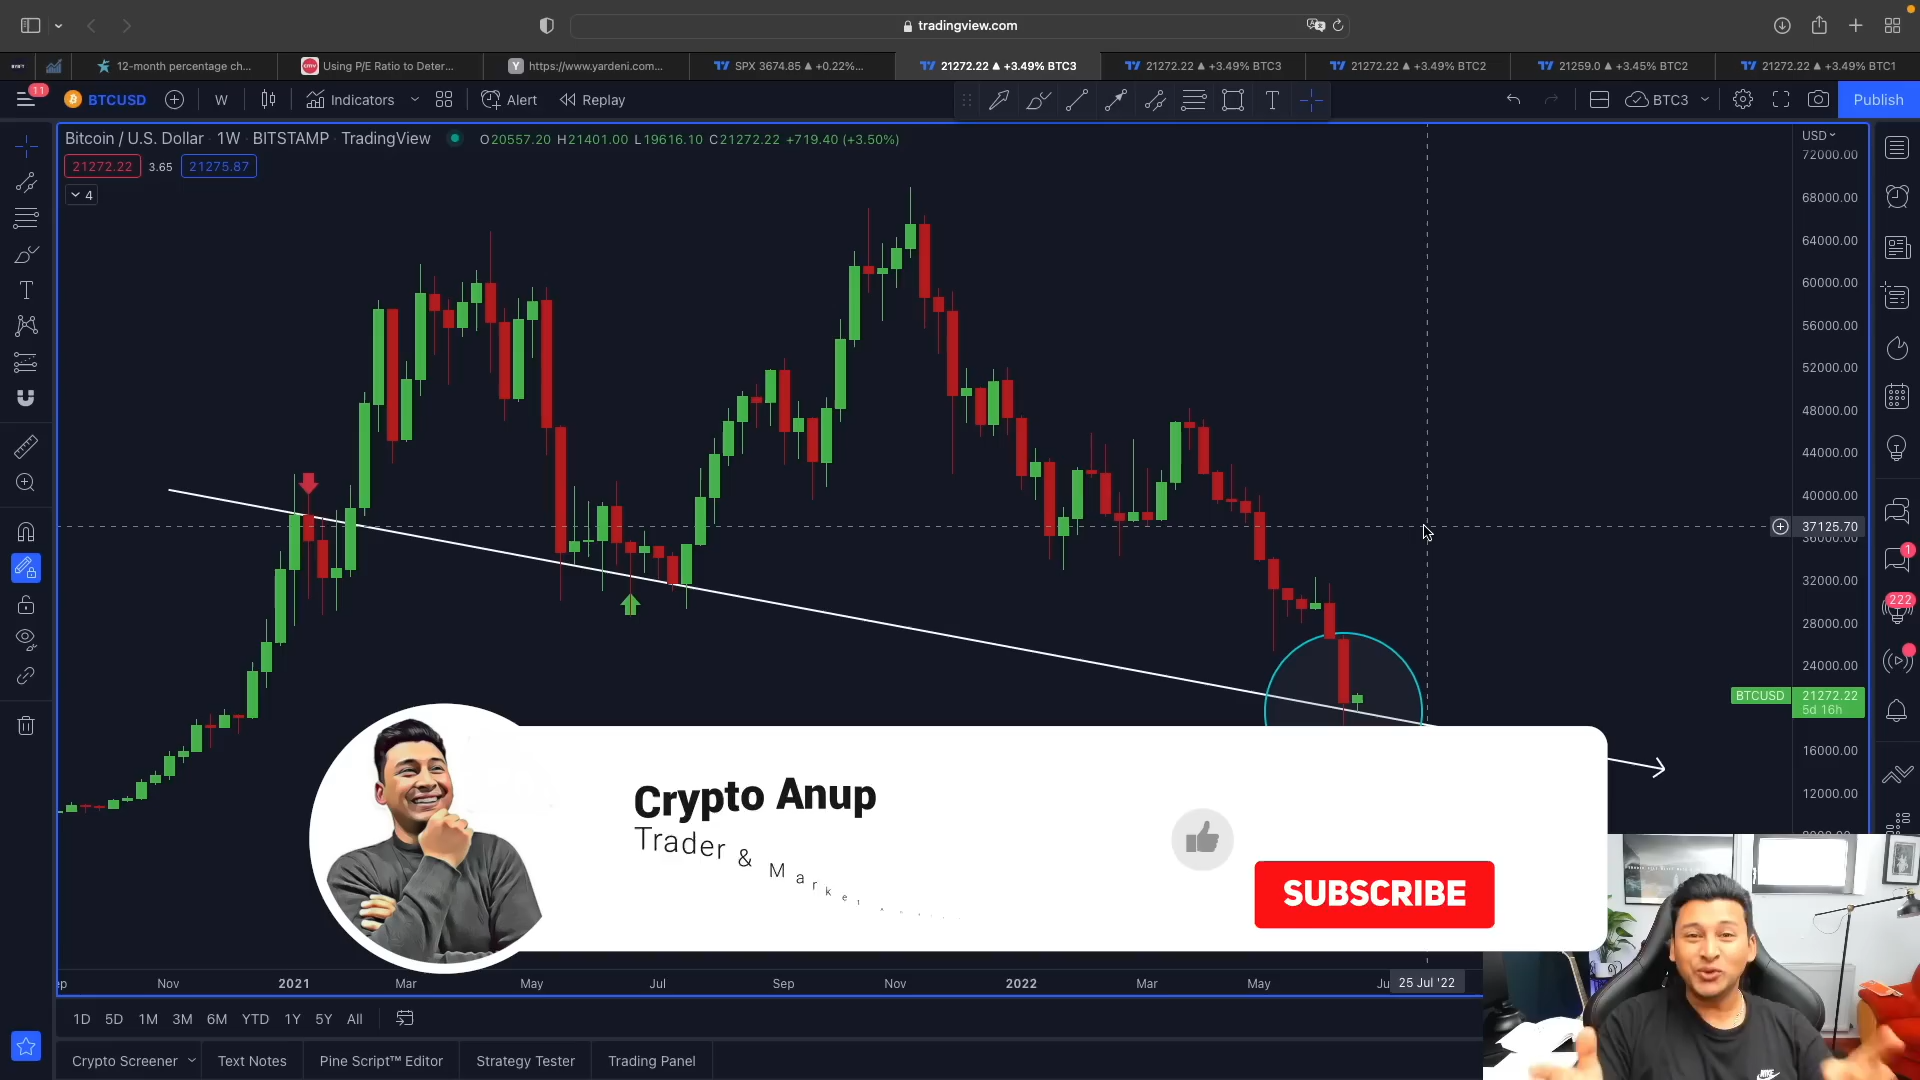 tradingview.com
12-month percentage ch...
Using P/E Ratio to Deter...
https://www.yardeni.com...
SPX 3674.85 ▲ +0.22%...
21272.22 ▲ +3.49% BTC3
21272.22 ▲ +3.49% BTC3
21272.22 ▲ +3.49% BTC2
21259.0 ▲ +3.45% BTC2
21272.22 ▲ +3.49% BTC1
11
BTCUSD
W
Indicators
Alert
Replay
BTC3
Publish
Bitcoin / U.S. Dollar · 1W · BITSTAMP · TradingView
O20557.20 H21401.00 L19616.10 C21272.22 +719.40 (+3.50%)
USD
21272.22
3.65
21275.87
4
72000.00
68000.00
64000.00
60000.00
56000.00
52000.00
48000.00
44000.00
40000.00
37125.70
36000.00
32000.00
28000.00
24000.00
BTCUSD
21272.22
5d 16h
16000.00
12000.00
1
222
Crypto Anup
Trader & Marke
SUBSCRIBE
Nov
2021
Mar
May
Jul
Sep
Nov
2022
Mar
May
25 Jul '22
1D
5D
1M
3M
6M
YTD
1Y
5Y
All
Crypto Screener
Text Notes
Pine Script™ Editor
Strategy Tester
Trading Panel